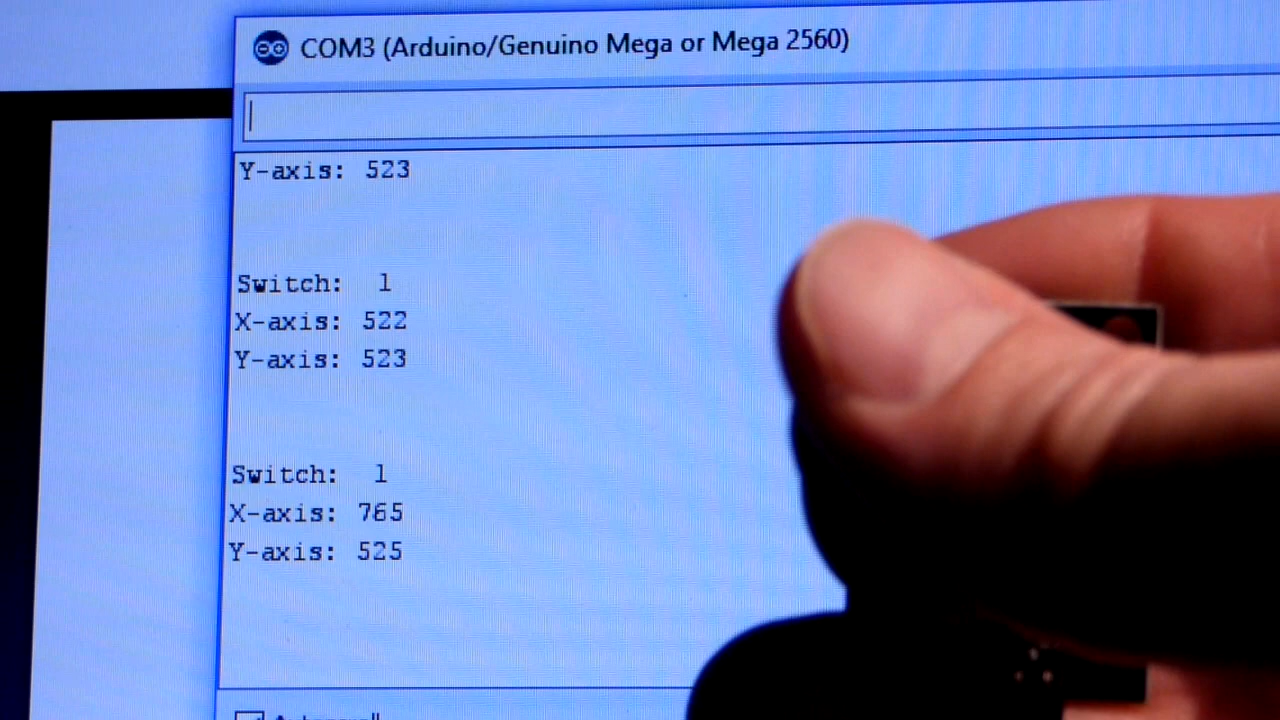 COM3 (Arduino/Genuino Mega or Mega 2560)
Y-axis: 523
Switch: 1
X-axis: 522
Y-axis: 523
Switch: 1
X-axis: 765
Y-axis: 525
Autoscroll